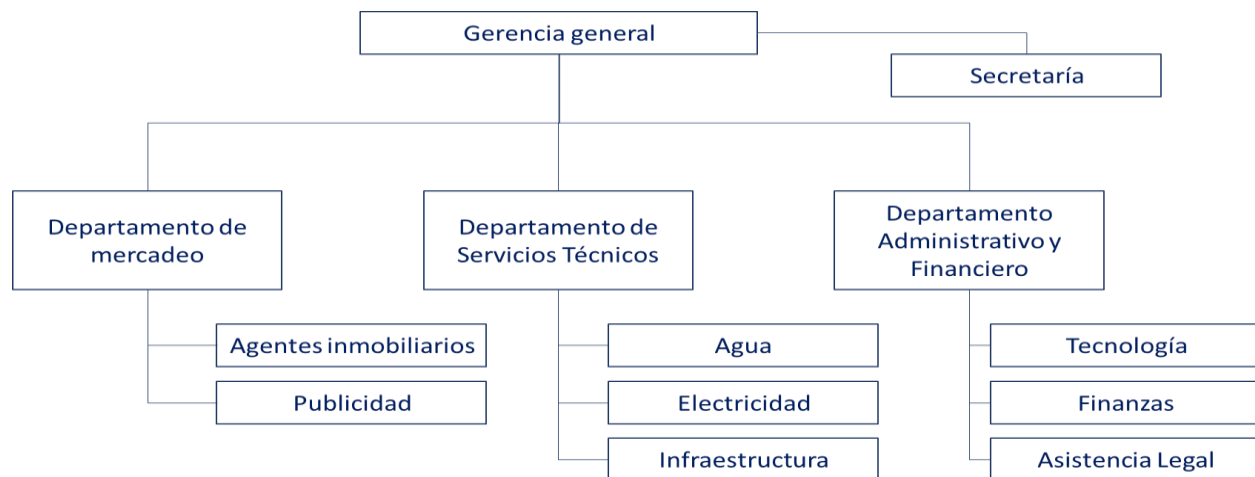 Gerencia general
Secretaría
Departamento de
mercadeo
Departamento de
Servicios Técnicos
Departamento
Administrativo y
Financiero
Agentes inmobiliarios
Publicidad
Agua
Electricidad
Infraestructura
Tecnología
Finanzas
Asistencia Legal